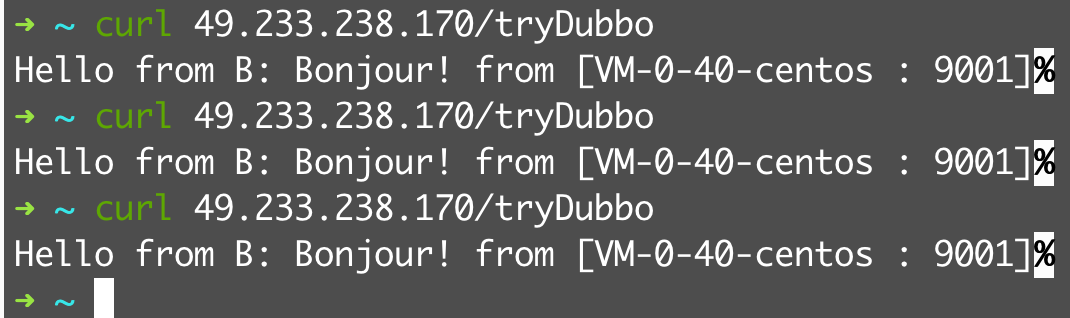 ➜ ~ curl 49.233.238.170/tryDubbo
Hello from B: Bonjour! from [VM-0-40-centos : 9001]%
➜ ~ curl 49.233.238.170/tryDubbo
Hello from B: Bonjour! from [VM-0-40-centos : 9001]%
➜ ~ curl 49.233.238.170/tryDubbo
Hello from B: Bonjour! from [VM-0-40-centos : 9001]%
➜ ~